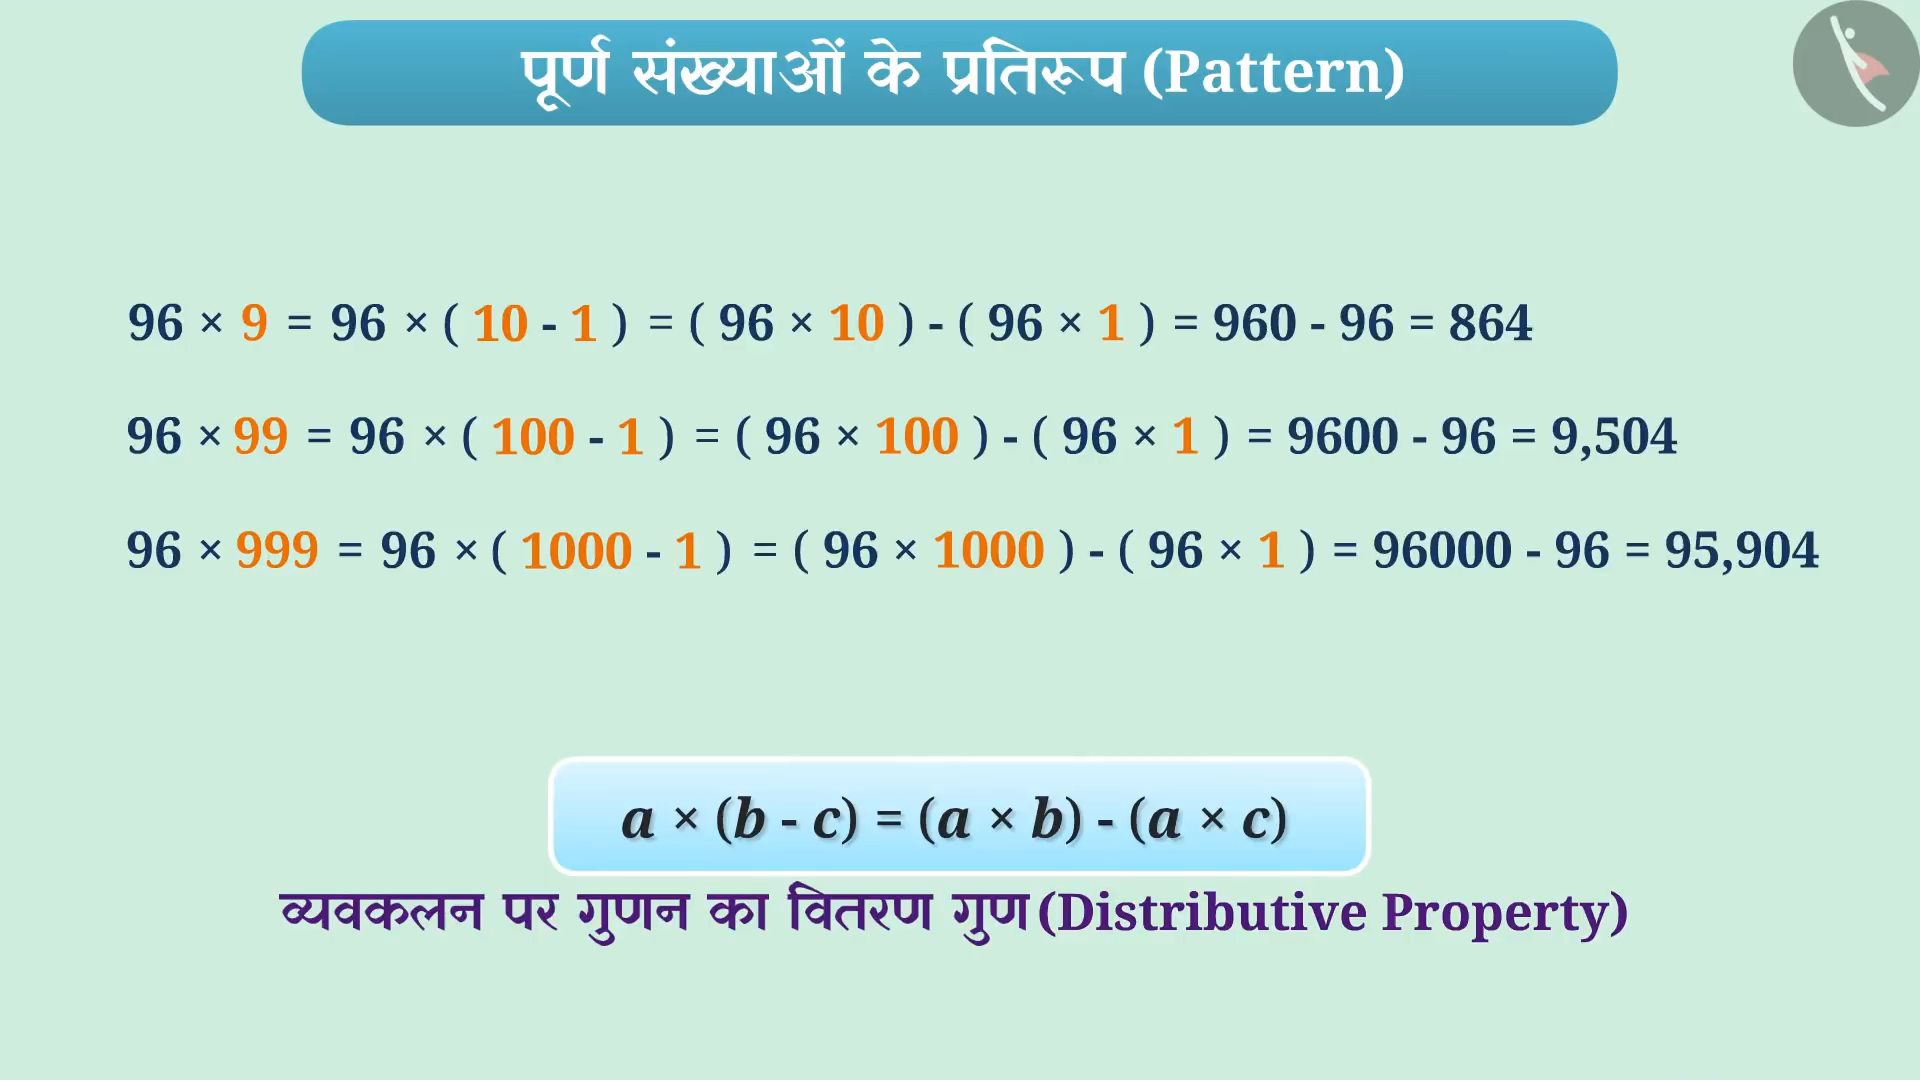 पूर्ण संख्याओं के प्रतिरूप (Pattern)
96 × 9 = 96 × ( 10 - 1 ) = ( 96 × 10 ) - ( 96 × 1 ) = 960 - 96 = 864
96 × 99 = 96 × ( 100 - 1 ) = ( 96 × 100 ) - ( 96 × 1 ) = 9600 - 96 = 9,504
96 × 999 = 96 × ( 1000 - 1 ) = ( 96 × 1000 ) - ( 96 × 1 ) = 96000 - 96 = 95,904
a × (b - c) = (a × b) - (a × c)
व्यवकलन पर गुणन का वितरण गुण (Distributive Property)